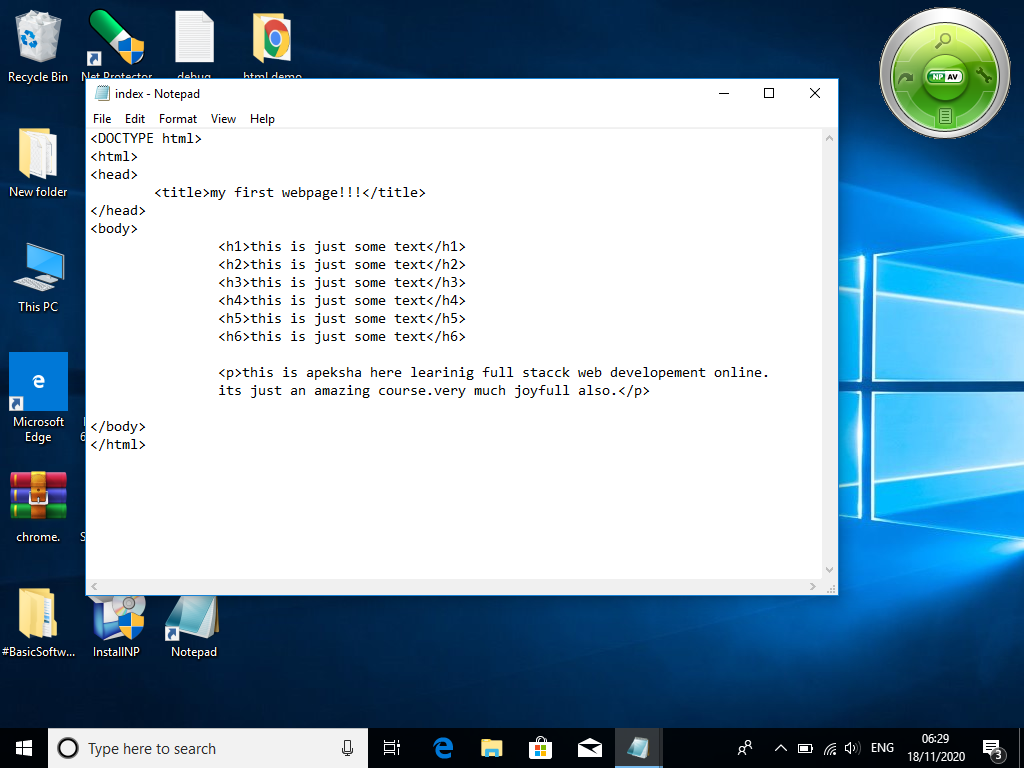 Recycle Bin
Net Protector
debug
html demo
index - Notepad
File Edit Format View Help
<DOCTYPE html>
<html>
<head>
<title>my first webpage!!!</title>
</head>
<body>
<h1>this is just some text</h1>
<h2>this is just some text</h2>
<h3>this is just some text</h3>
<h4>this is just some text</h4>
<h5>this is just some text</h5>
<h6>this is just some text</h6>
<p>this is apeksha here learinig full stacck web developement online.
its just an amazing course.very much joyfull also.</p>
</body>
</html>
NP AV
New folder
This PC
Microsoft
Edge
chrome.
#BasicSoftw...
InstallNP
Notepad
Type here to search
ENG
06:29
18/11/2020
3